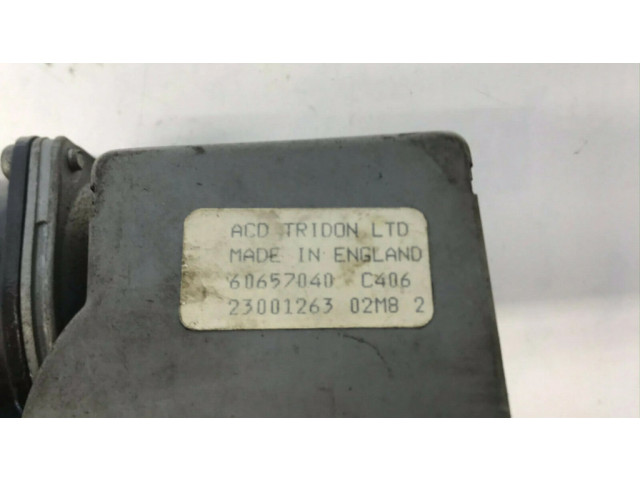 ACD TRIDON LTD
MADE IN ENGLAND
60657040 C406
23001263 02M8 2